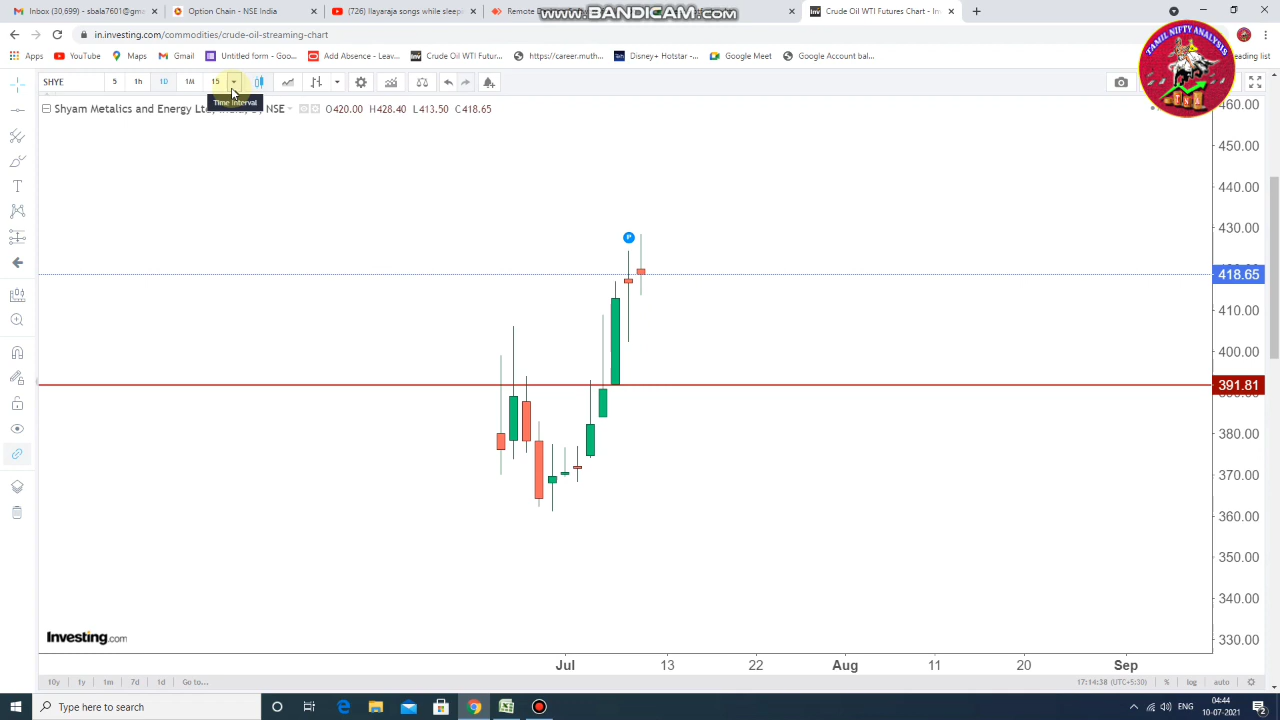 Inbox (30,699) - sbala7601@gm
Option Chain - NSE India
(726) Ilayaraja songs while sleep
Remote De
www.BANDICAM.com
Crude Oil WTI Futures Chart - In
in.investing.com/commodities/crude-oil-streaming-chart
Apps
YouTube
Maps
Gmail
Untitled form - Goo...
Add Absence - Leav...
Crude Oil WTI Futur...
https://career.muth...
Disney+ Hotstar - ...
Google Meet
Google Account bal...
TAMIL NIFTY ANALYSIS
TNA
SHYE
5
1h
1D
1M
15
Time Interval
Shyam Metalics and Energy Ltd
NSE
O420.00 H428.40 L413.50
460.00
450.00
440.00
430.00
418.65
410.00
400.00
391.81
380.00
370.00
360.00
350.00
340.00
330.00
Investing.com
Jul
13
22
Aug
11
20
Sep
10y
1y
1m
7d
1d
Go to...
17:14:38 (UTC+5:30)
%
log
auto
Type here to search
ENG
04:44
10-07-2021
2